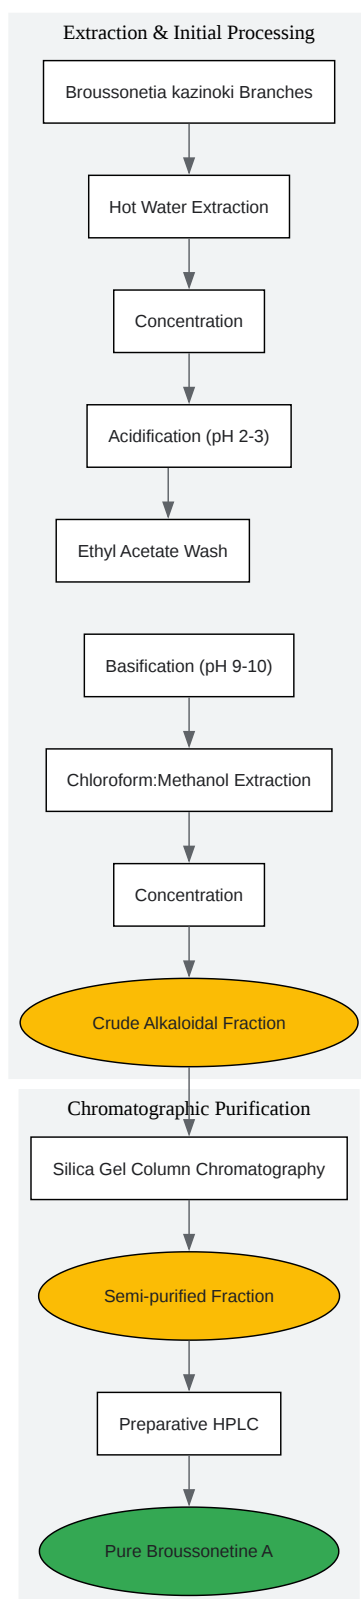 Extraction & Initial Processing
Broussonetia kazinoki Branches
Hot Water Extraction
Concentration
Acidification (pH 2-3)
Ethyl Acetate Wash
Basification (pH 9-10)
Chloroform:Methanol Extraction
Concentration
Crude Alkaloidal Fraction
Chromatographic Purification
Silica Gel Column Chromatography
Semi-purified Fraction
Preparative HPLC
Pure Broussonetine A